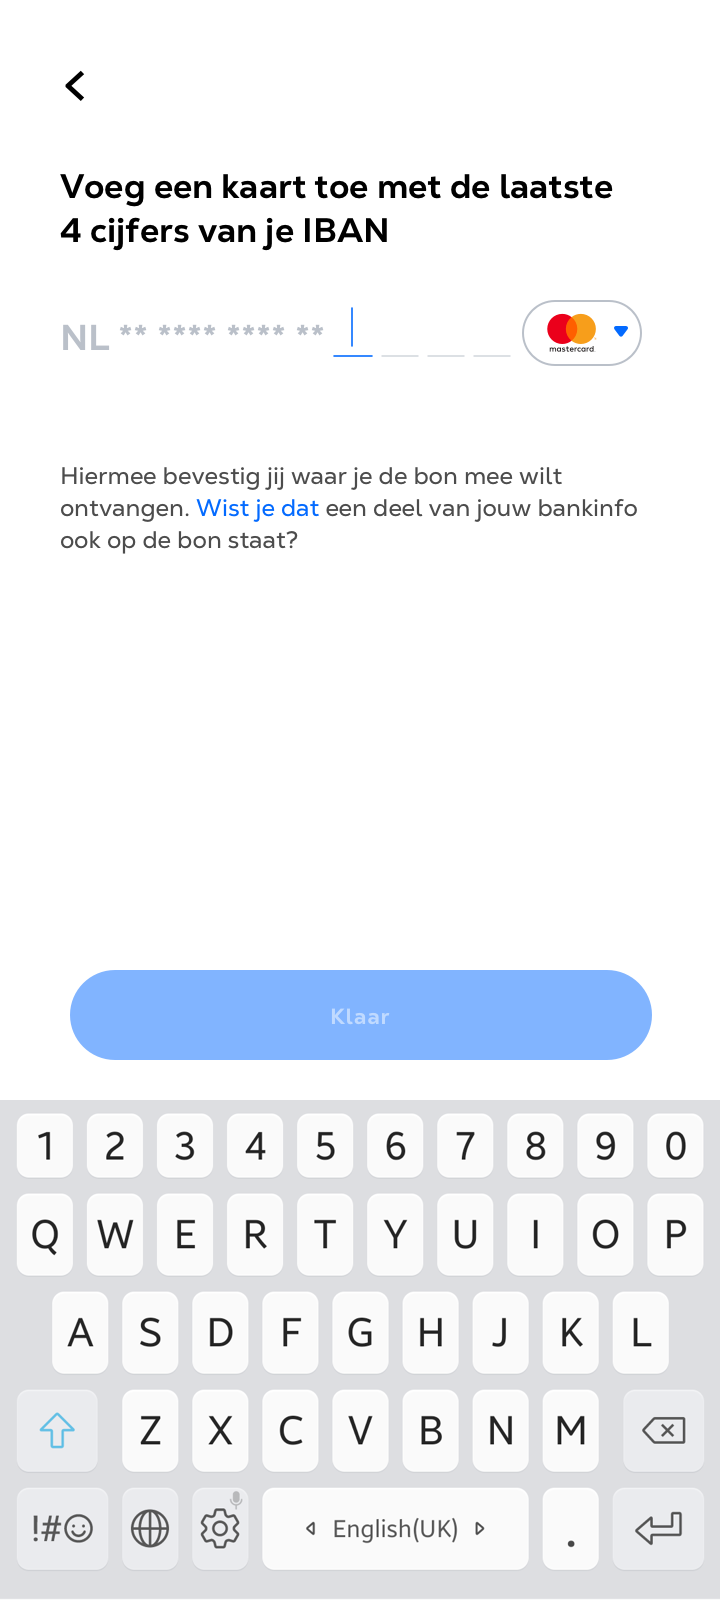 Voeg een kaart toe met de laatste
4 cijfers van je IBAN
NL ** **** **** **
mastercard
Hiermee bevestig jij waar je de bon mee wilt
ontvangen. Wist je dat een deel van jouw bankinfo
ook op de bon staat?
Klaar
1 2 3 4 5 6 7 8 9 0
Q W E R T Y U I O P
A S D F G H J K L
Z X C V B N M
!#☺ English(UK) .